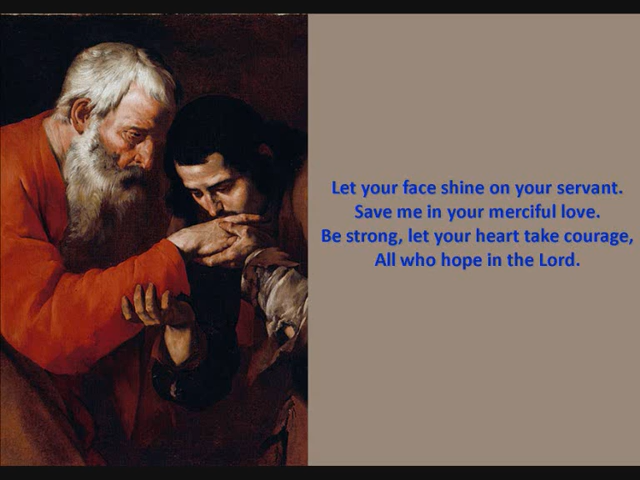 Let your face shine on your servant.
Save me in your merciful love.
Be strong, let your heart take courage,
All who hope in the Lord.